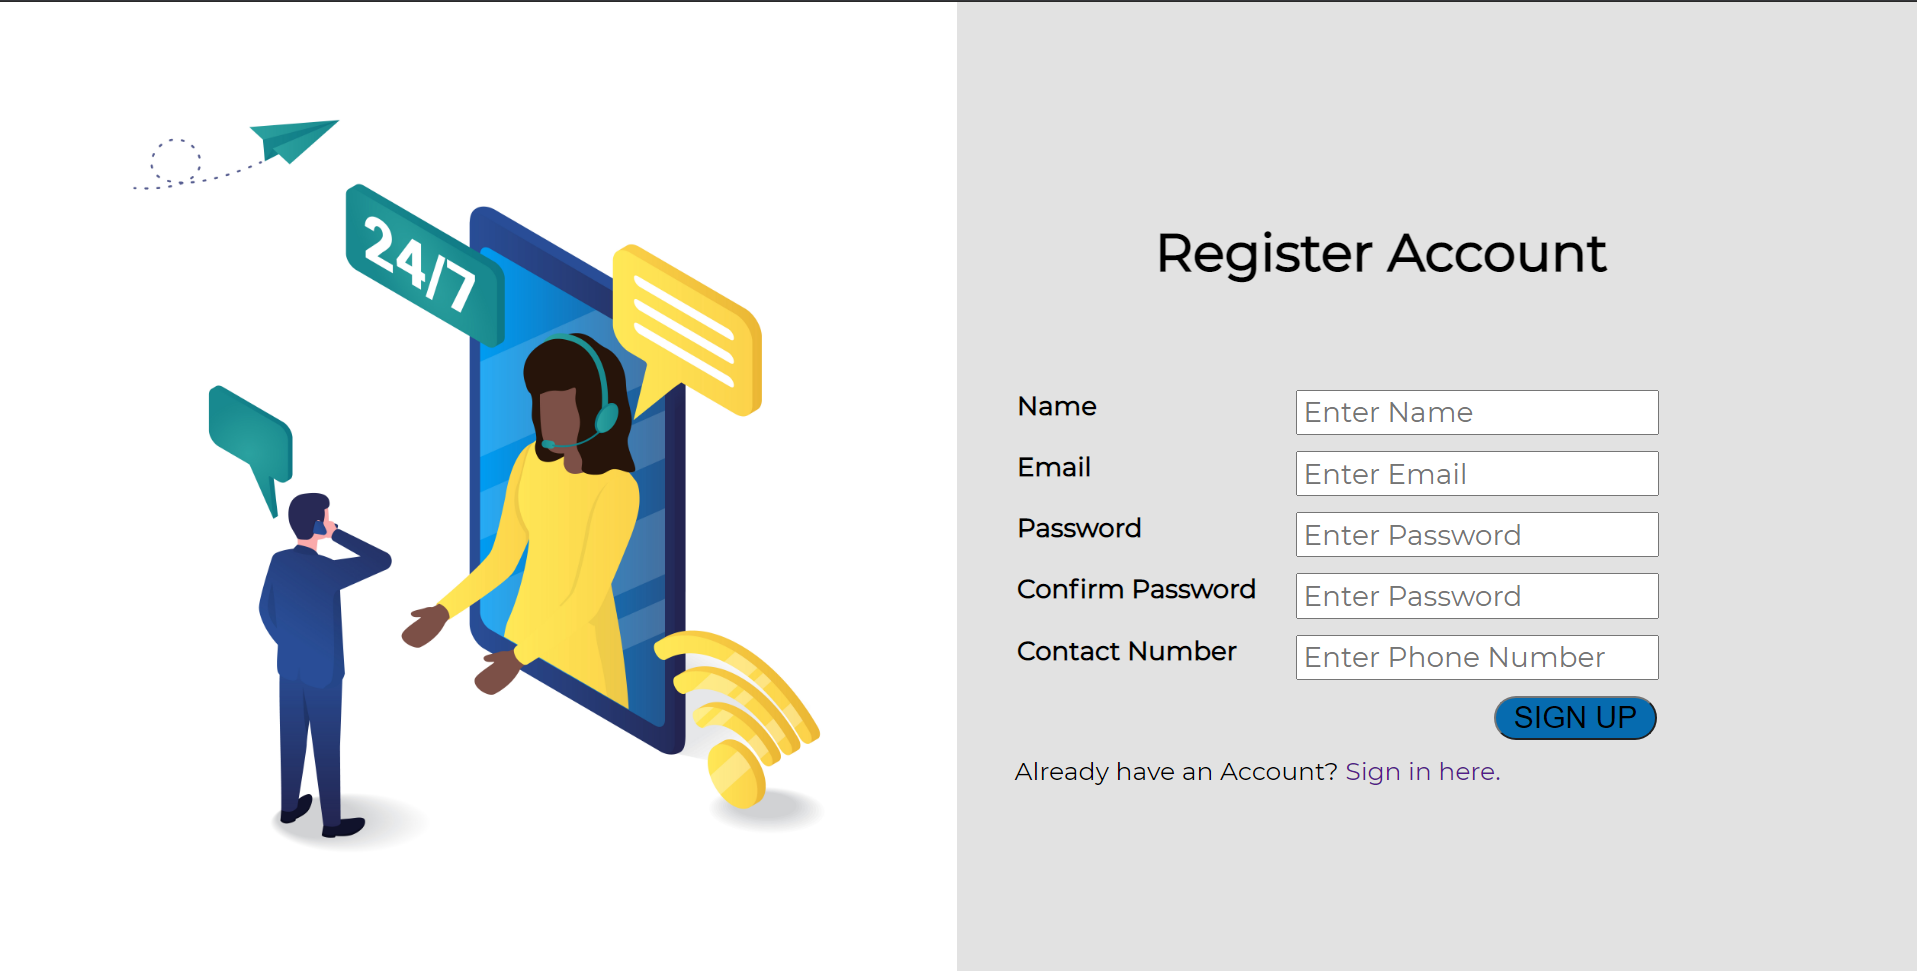 24/7
Register Account
Name Enter Name
Email Enter Email
Password Enter Password
Confirm Password Enter Password
Contact Number Enter Phone Number
SIGN UP
Already have an Account? Sign in here.